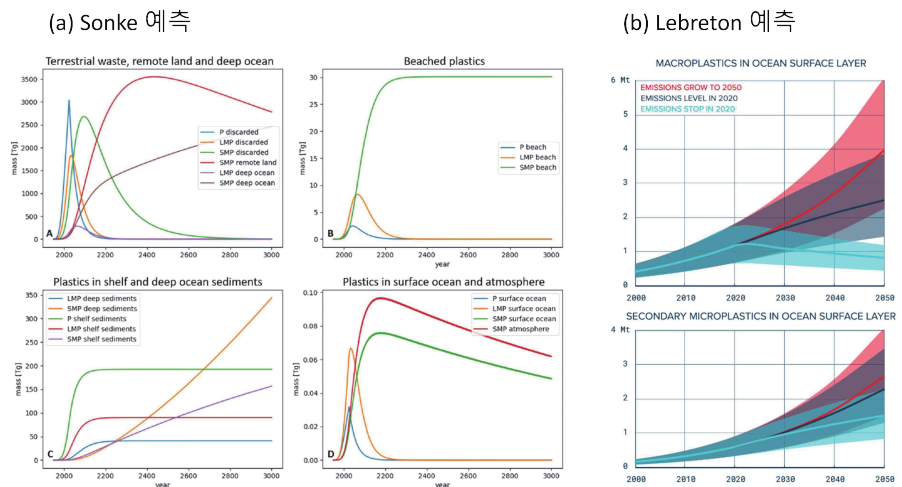 (a) Sonke 예측
(b) Lebreton 예측
Terrestrial waste, remote land and deep ocean
3500
3000
2500
2000
1500
1000
500
0
mass [Tg]
P discarded
LMP discarded
SMP discarded
SMP remote land
LMP deep ocean
SMP deep ocean
A
2000 2200 2400 2600 2800 3000
year
Beached plastics
30
25
20
15
10
5
0
mass [Tg]
P beach
LMP beach
SMP beach
B
2000 2200 2400 2600 2800 3000
year
Plastics in shelf and deep ocean sediments
350
300
250
200
150
100
50
0
mass [Tg]
LMP deep sediments
SMP deep sediments
P shelf sediments
LMP shelf sediments
SMP shelf sediments
C
2000 2200 2400 2600 2800 3000
year
Plastics in surface ocean and atmosphere
0.10
0.08
0.06
0.04
0.02
0.00
mass [Tg]
P surface ocean
LMP surface ocean
SMP surface ocean
SMP atmosphere
D
2000 2200 2400 2600 2800 3000
year
MACROPLASTICS IN OCEAN SURFACE LAYER
6 Mt
5
4
3
2
1
0
EMISSIONS GROW TO 2050
EMISSIONS LEVEL IN 2020
EMISSIONS STOP IN 2020
2000 2010 2020 2030 2040 2050
SECONDARY MICROPLASTICS IN OCEAN SURFACE LAYER
4 Mt
3
2
1
0
2000 2010 2020 2030 2040 2050